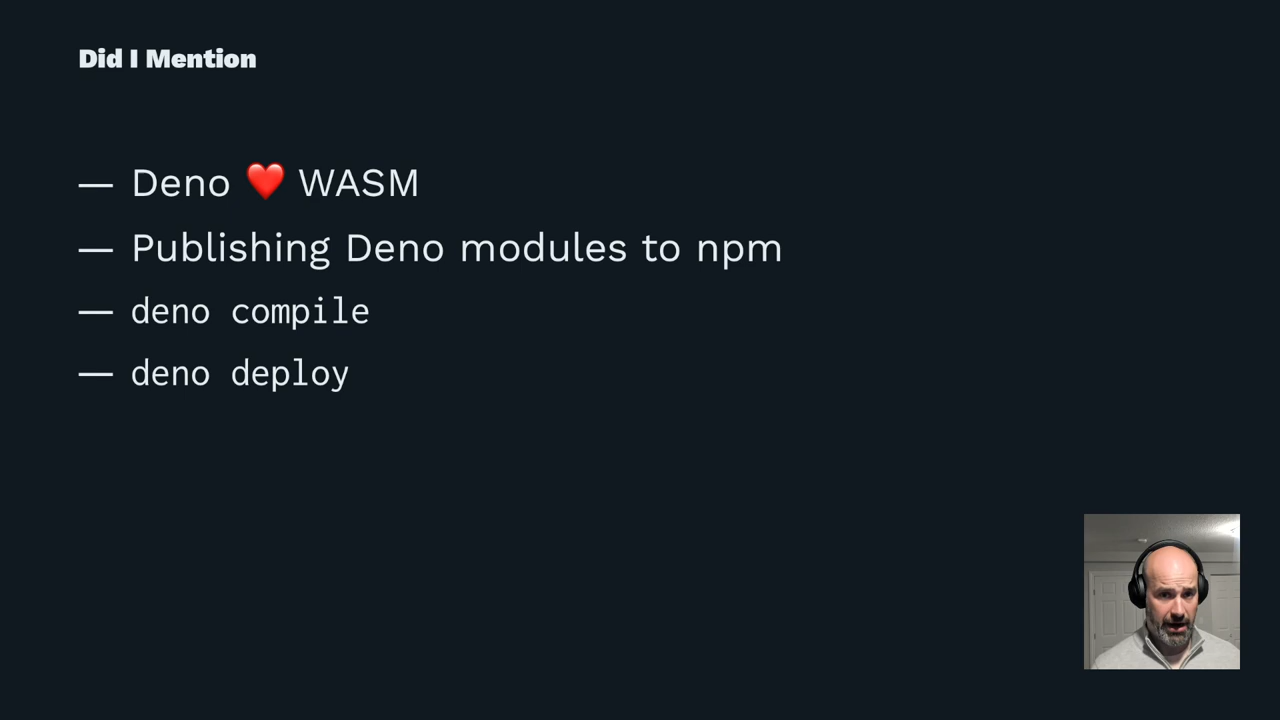 Did I Mention
— Deno ❤️ WASM
— Publishing Deno modules to npm
— deno compile
— deno deploy